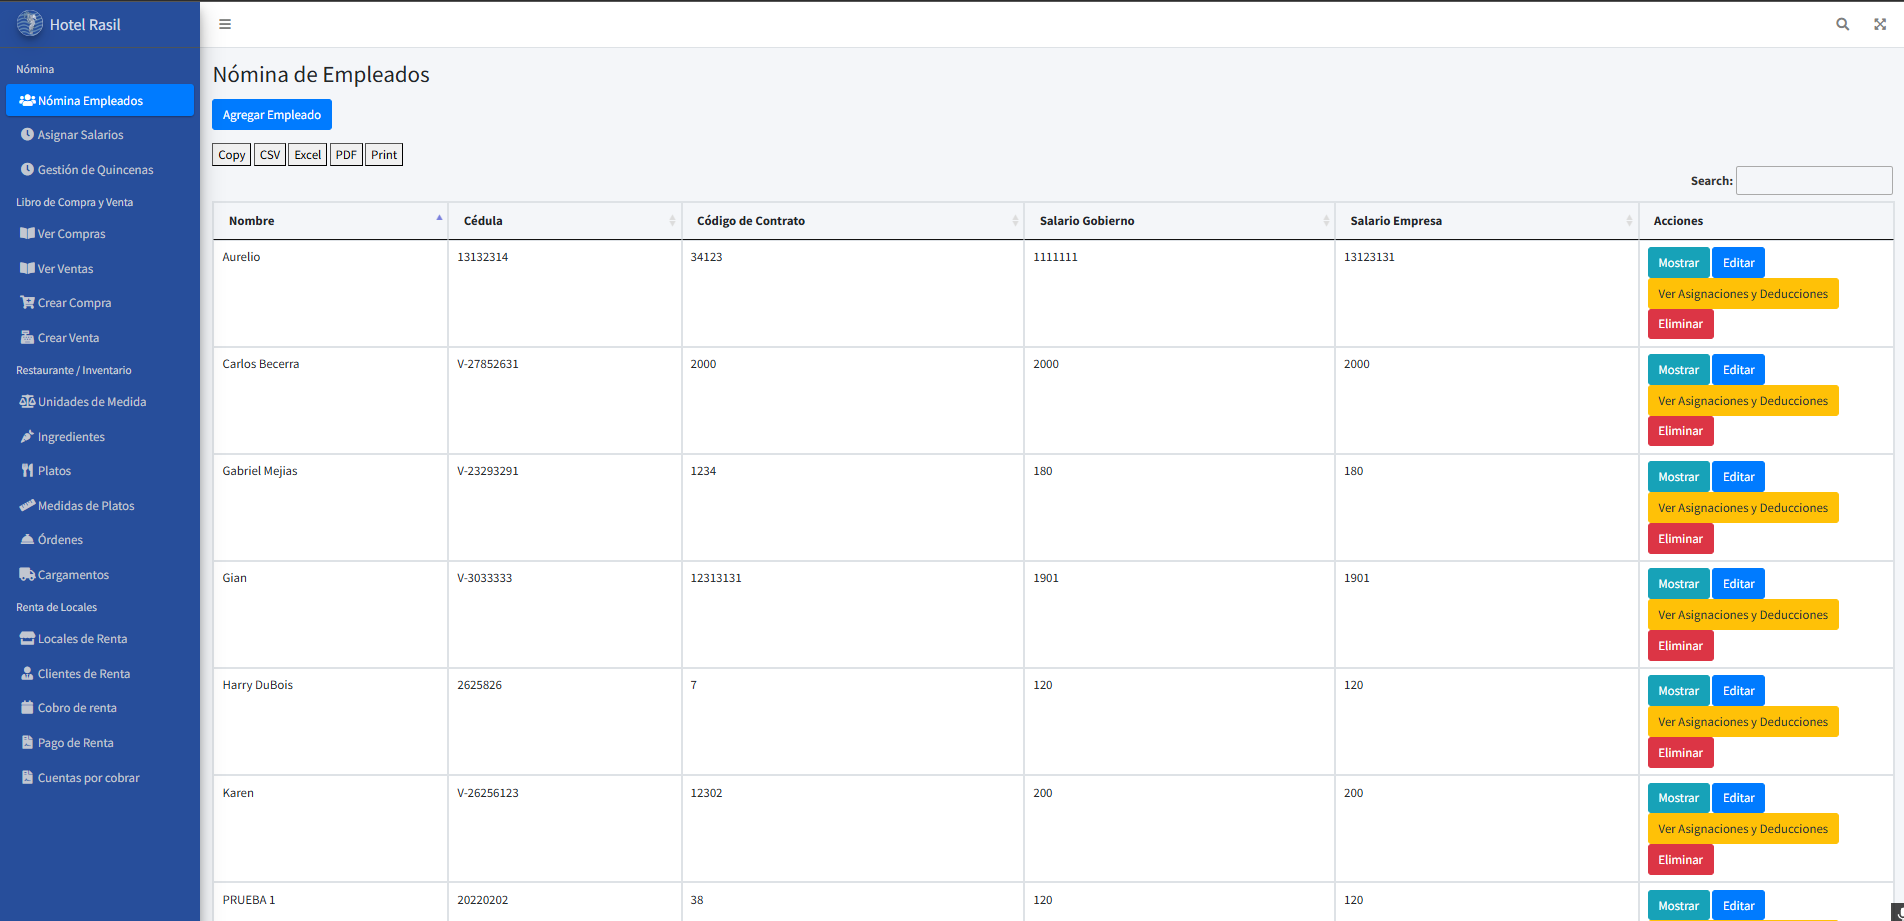 Hotel Rasil
Nómina
Nómina Empleados
Asignar Salarios
Gestión de Quincenas
Libro de Compra y Venta
Ver Compras
Ver Ventas
Crear Compra
Crear Venta
Restaurante / Inventario
Unidades de Medida
Ingredientes
Platos
Medidas de Platos
Órdenes
Cargamentos
Renta de Locales
Locales de Renta
Clientes de Renta
Cobro de renta
Pago de Renta
Cuentas por cobrar
Nómina de Empleados
Agregar Empleado
Copy CSV Excel PDF Print
Search:
Nombre Cédula Código de Contrato Salario Gobierno Salario Empresa Acciones
Aurelio 13132314 34123 1111111 13123131 Mostrar Editar
Ver Asignaciones y Deducciones
Eliminar
Carlos Becerra V-27852631 2000 2000 2000 Mostrar Editar
Ver Asignaciones y Deducciones
Eliminar
Gabriel Mejias V-23293291 1234 180 180 Mostrar Editar
Ver Asignaciones y Deducciones
Eliminar
Gian V-3033333 12313131 1901 1901 Mostrar Editar
Ver Asignaciones y Deducciones
Eliminar
Harry DuBois 2625826 7 120 120 Mostrar Editar
Ver Asignaciones y Deducciones
Eliminar
Karen V-26256123 12302 200 200 Mostrar Editar
Ver Asignaciones y Deducciones
Eliminar
PRUEBA 1 20220202 38 120 120 Mostrar Editar